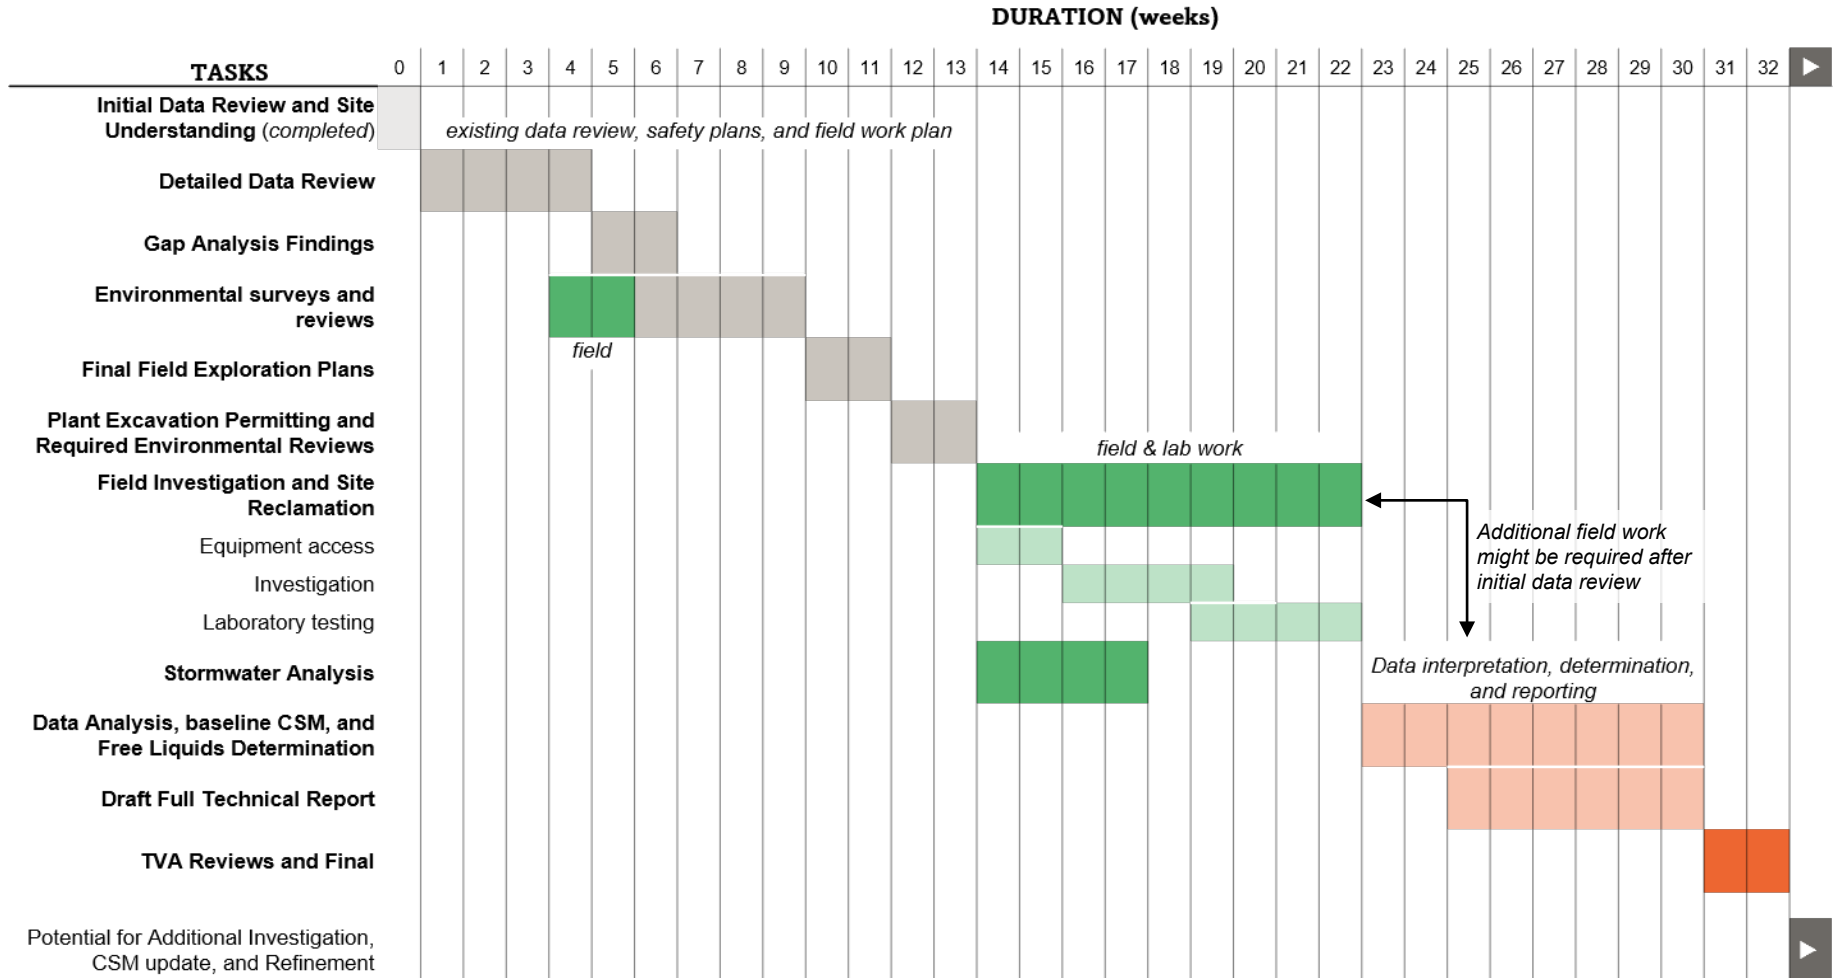 DURATION (weeks)
TASKS 0 1 2 3 4 5 6 7 8 9 10 11 12 13 14 15 16 17 18 19 20 21 22 23 24 25 26 27 28 29 30 31 32
Initial Data Review and Site
Understanding (completed)
existing data review, safety plans, and field work plan
Detailed Data Review
Gap Analysis Findings
Environmental surveys and
reviews
field
Final Field Exploration Plans
Plant Excavation Permitting and
Required Environmental Reviews
field & lab work
Field Investigation and Site
Reclamation
Equipment access
Additional field work
might be required after
initial data review
Investigation
Laboratory testing
Stormwater Analysis
Data interpretation, determination,
and reporting
Data Analysis, baseline CSM, and
Free Liquids Determination
Draft Full Technical Report
TVA Reviews and Final
Potential for Additional Investigation,
CSM update, and Refinement